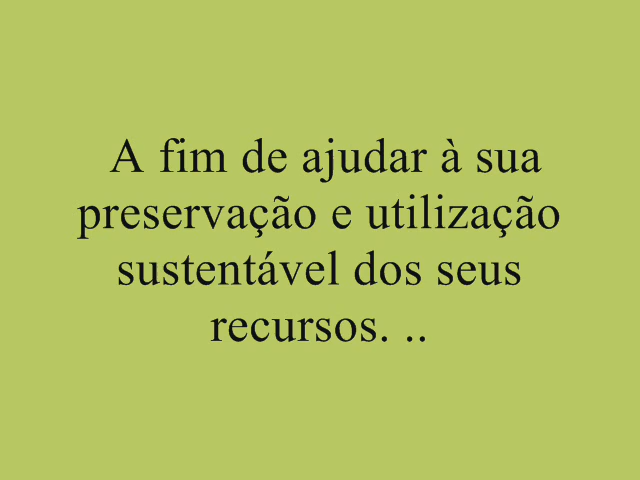 A fim de ajudar à sua
preservação e utilização
sustentável dos seus
recursos. ..